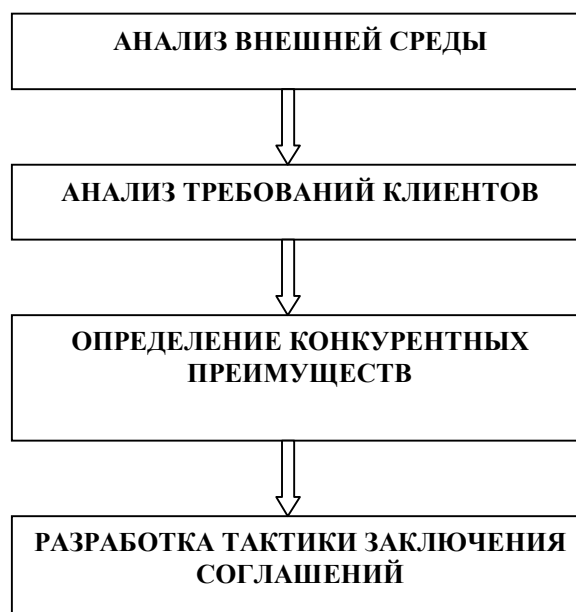 АНАЛИЗ ВНЕШНЕЙ СРЕДЫ
АНАЛИЗ ТРЕБОВАНИЙ КЛИЕНТОВ
ОПРЕДЕЛЕНИЕ КОНКУРЕНТНЫХ
ПРЕИМУЩЕСТВ
РАЗРАБОТКА ТАКТИКИ ЗАКЛЮЧЕНИЯ
СОГЛАШЕНИЙ